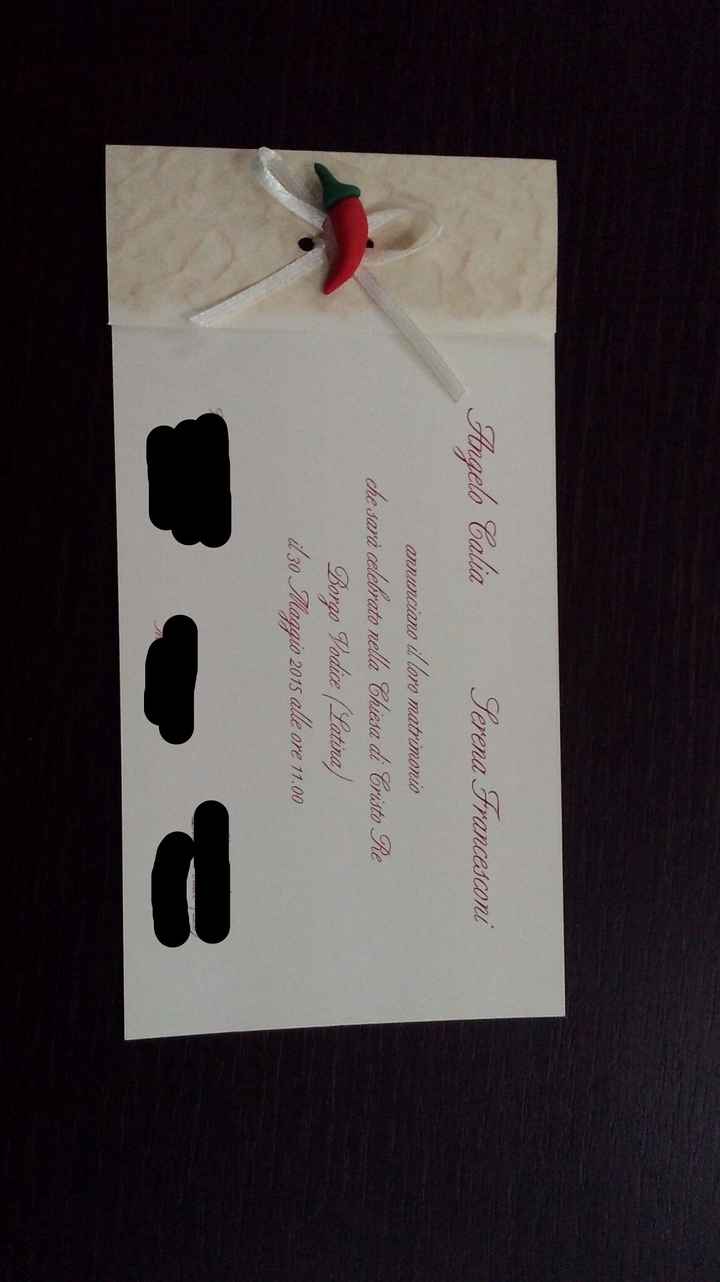 Angelo Calia Serena Francesconi
annunciano il loro matrimonio
che sarà celebrato nella Chiesa di Cristo Re
Borgo Vodice (Latina)
il 30 Maggio 2015 alle ore 11.00